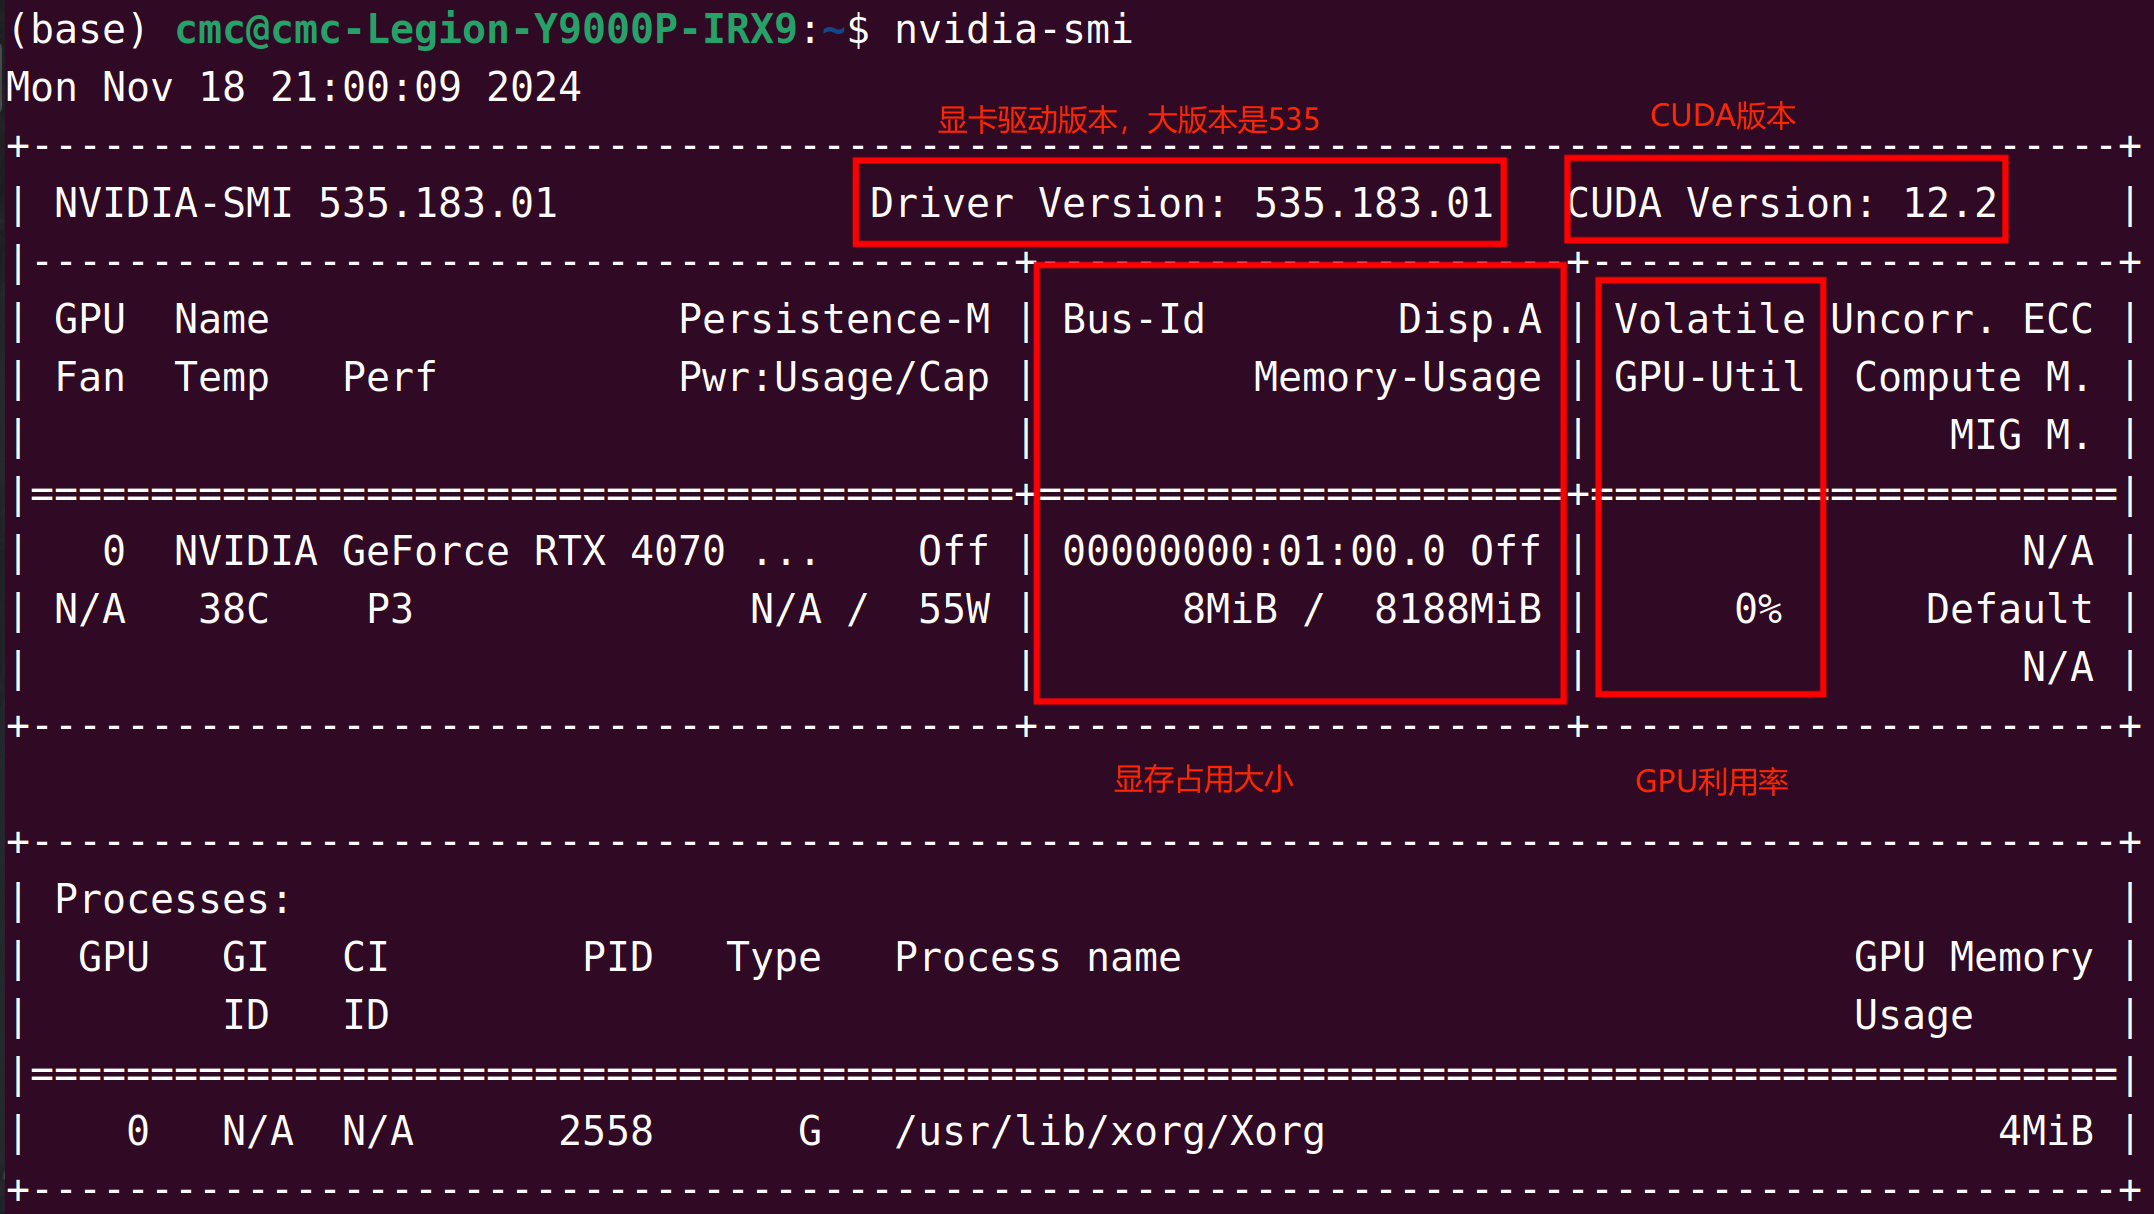 (base) cmc@cmc-Legion-Y9000P-IRX9:~$ nvidia-smi
Mon Nov 18 21:00:09 2024
显卡驱动版本，大版本是535 CUDA版本
+---------------------------------------------------------------------------------------+
| NVIDIA-SMI 535.183.01             Driver Version: 535.183.01   CUDA Version: 12.2     |
|-----------------------------------------+----------------------+----------------------+
| GPU  Name                 Persistence-M | Bus-Id        Disp.A | Volatile Uncorr. ECC |
| Fan  Temp   Perf          Pwr:Usage/Cap |         Memory-Usage | GPU-Util  Compute M. |
|                                         |                      |               MIG M. |
|=========================================+======================+======================|
|   0  NVIDIA GeForce RTX 4070 ...    Off | 00000000:01:00.0 Off |                  N/A |
| N/A   38C    P3              N/A /  55W |      8MiB /  8188MiB |      0%      Default |
|                                         |                      |                  N/A |
+-----------------------------------------+----------------------+----------------------+
显存占用大小 GPU利用率
+---------------------------------------------------------------------------------------+
| Processes:                                                                            |
|  GPU   GI   CI        PID   Type   Process name                            GPU Memory |
|        ID   ID                                                             Usage      |
|=======================================================================================|
|    0   N/A  N/A      2558      G   /usr/lib/xorg/Xorg                            4MiB |
+---------------------------------------------------------------------------------------+